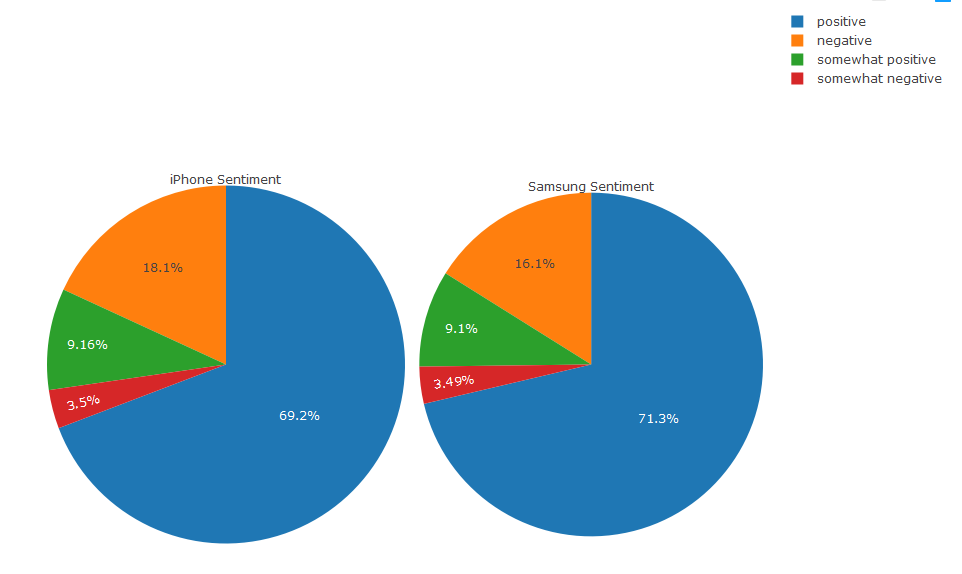 positive
negative
somewhat positive
somewhat negative
iPhone Sentiment
18.1%
9.16%
3.5%
69.2%
Samsung Sentiment
16.1%
9.1%
3.49%
71.3%